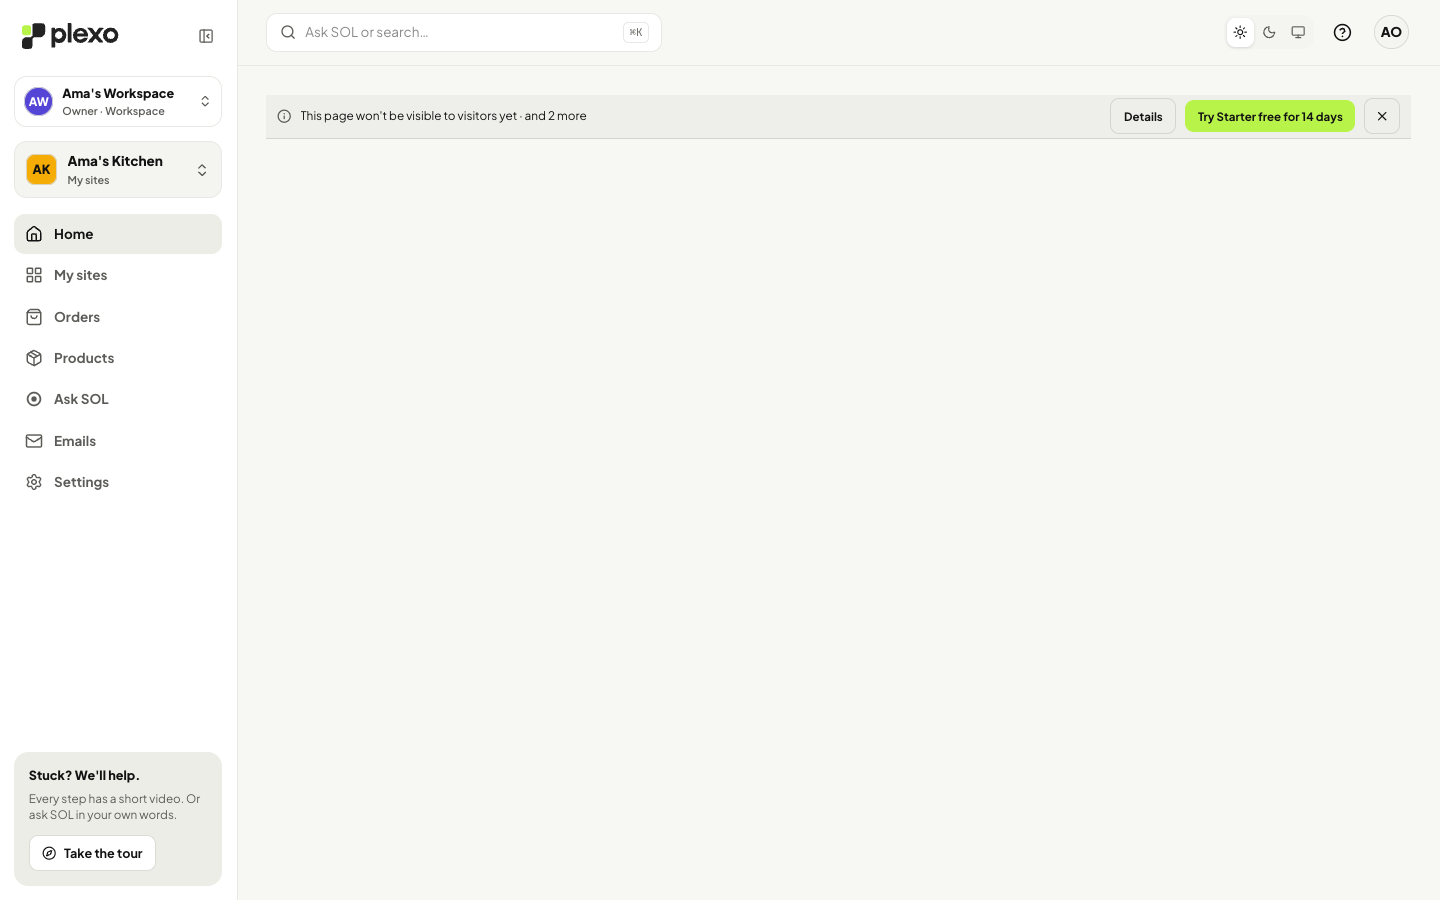 plexo
Ask SOL or search...
⌘K
AO
AW
Ama's Workspace
Owner · Workspace
AK
Ama's Kitchen
My sites
This page won't be visible to visitors yet · and 2 more
Details
Try Starter free for 14 days
Home
My sites
Orders
Products
Ask SOL
Emails
Settings
Stuck? We'll help.
Every step has a short video. Or
ask SOL in your own words.
Take the tour